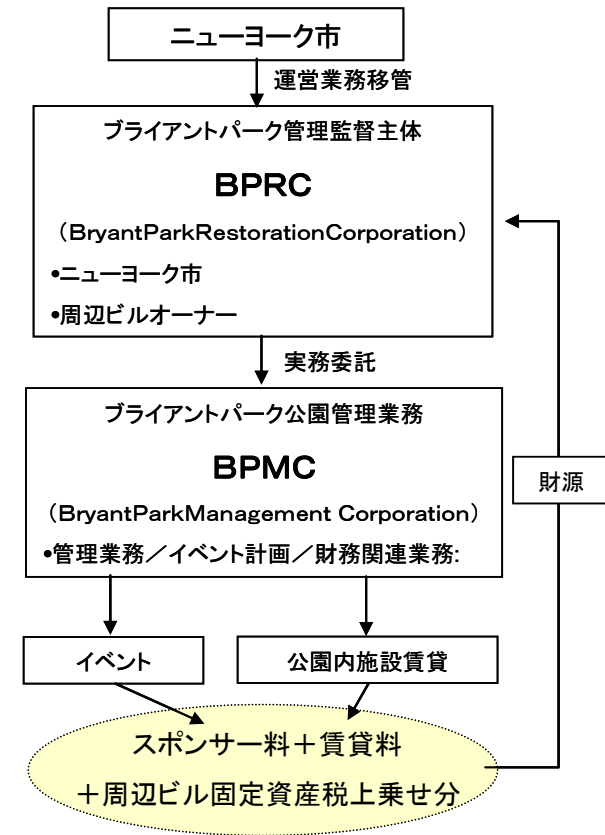 ニューヨーク市
運営業務移管
ブライアントパーク管理監督主体
BPRC
（BryantParkRestorationCorporation）
•ニューヨーク市
•周辺ビルオーナー
実務委託
ブライアントパーク公園管理業務
BPMC
（BryantParkManagement Corporation）
•管理業務／イベント計画／財務関連業務:
財源
イベント
公園内施設賃貸
スポンサー料＋賃貸料
＋周辺ビル固定資産税上乗せ分